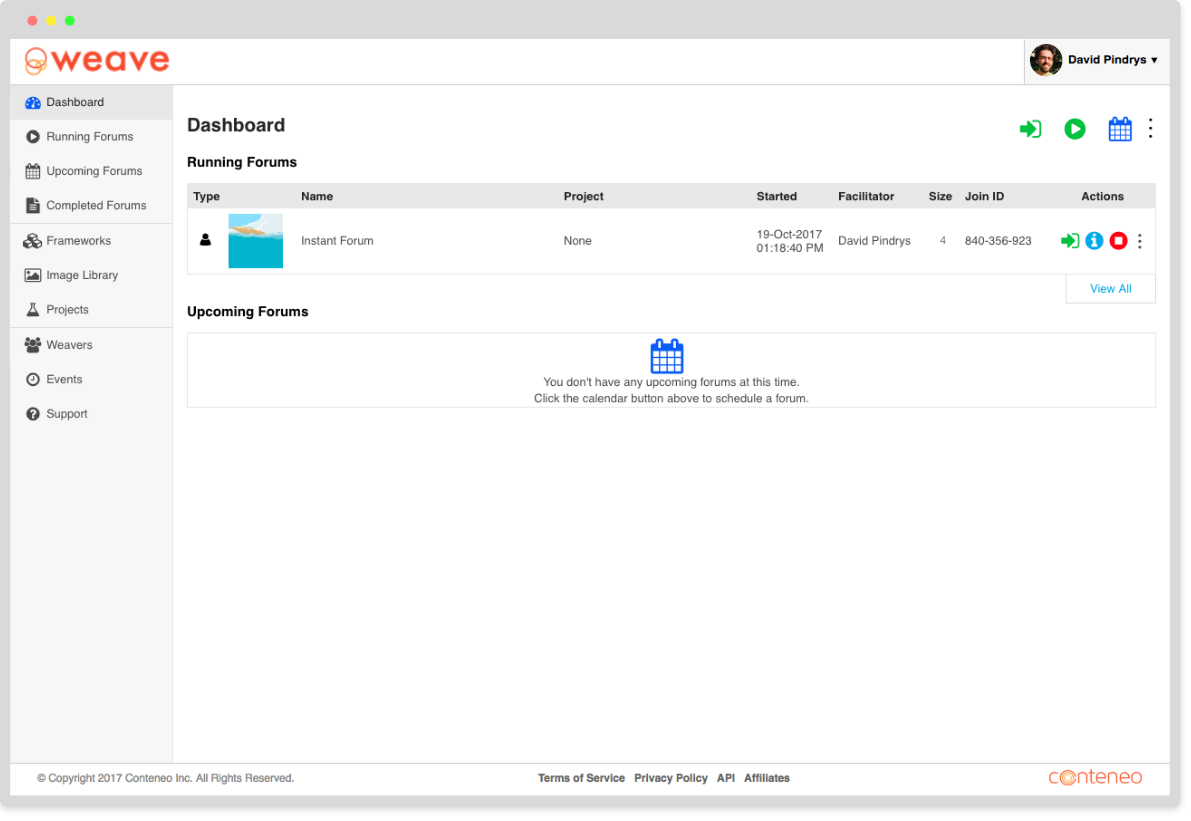 weave
David Pindrys ▾
Dashboard
Running Forums
Upcoming Forums
Completed Forums
Frameworks
Image Library
Projects
Weavers
Events
Support
Dashboard
Running Forums
Type Name Project Started Facilitator Size Join ID Actions
Instant Forum None 19-Oct-2017 David Pindrys 4 840-356-923
01:18:40 PM
View All
Upcoming Forums
You don't have any upcoming forums at this time.
Click the calendar button above to schedule a forum.
© Copyright 2017 Conteneo Inc. All Rights Reserved. Terms of Service Privacy Policy API Affiliates conteneo